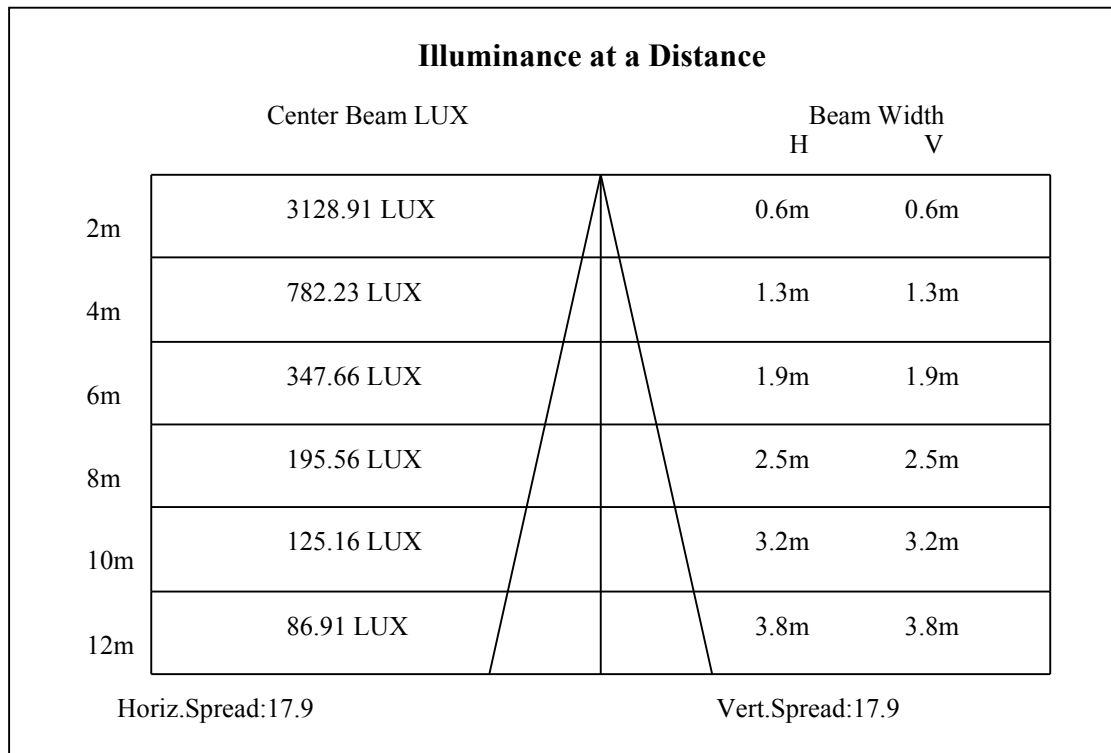 Illuminance at a Distance
Center Beam LUX Beam Width
H V
2m 3128.91 LUX 0.6m 0.6m
4m 782.23 LUX 1.3m 1.3m
6m 347.66 LUX 1.9m 1.9m
8m 195.56 LUX 2.5m 2.5m
10m 125.16 LUX 3.2m 3.2m
12m 86.91 LUX 3.8m 3.8m
Horiz.Spread:17.9 Vert.Spread:17.9